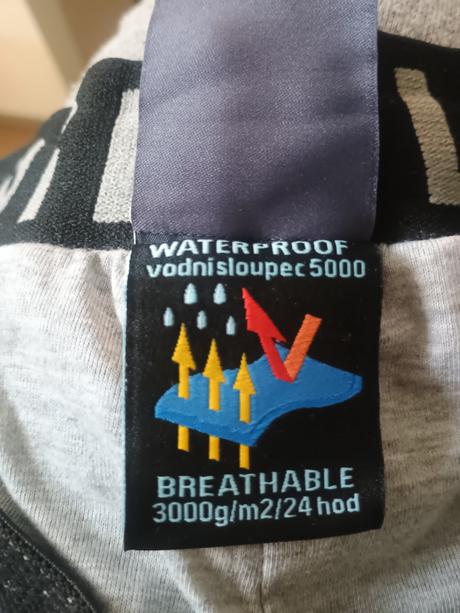 WATERPROOF
vodní sloupec 5000
BREATHABLE
3000g/m2/24 hod